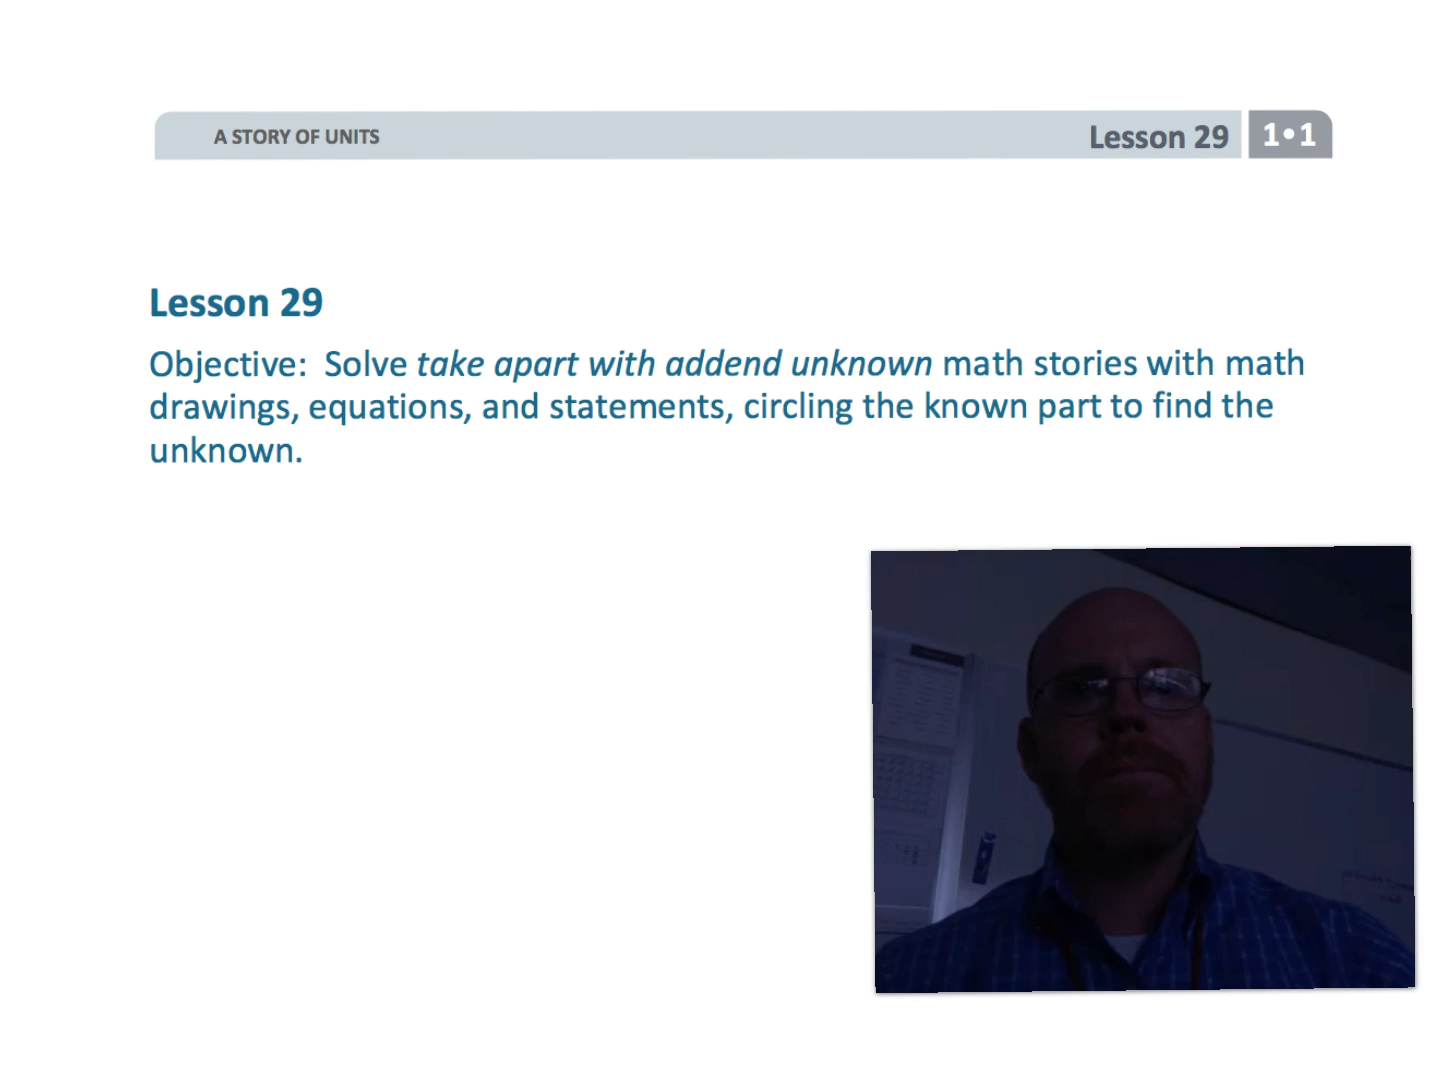 A STORY OF UNITS
Lesson 29
1•1
Lesson 29
Objective:  Solve take apart with addend unknown math stories with math
drawings, equations, and statements, circling the known part to find the
unknown.